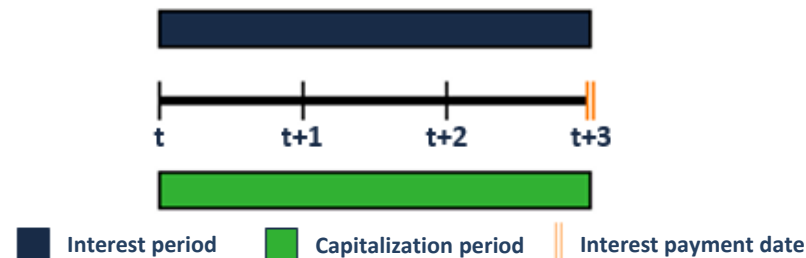 t t+1 t+2 t+3
Interest period Capitalization period Interest payment date